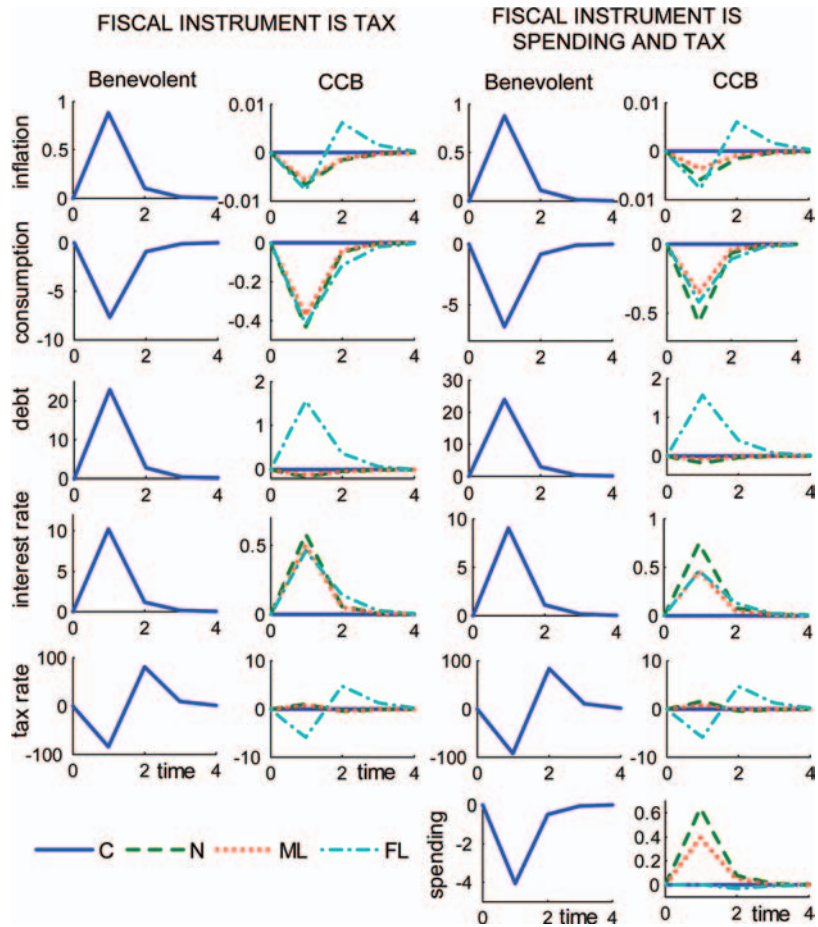 FISCAL INSTRUMENT IS TAX
FISCAL INSTRUMENT IS
SPENDING AND TAX
Benevolent CCB Benevolent CCB
inflation
1
0.5
0
0 2 4
0.01
0
-0.01
0 2 4
1
0.5
0
0 2 4
0.01
0
-0.01
0 2 4
consumption
0
-5
-10
0 2 4
0
-0.2
-0.4
0 2 4
0
-5
0 2 4
0
-0.5
0 2 4
debt
20
10
0
0 2 4
2
1
0
0 2 4
30
20
10
0
0 2 4
2
1
0
0 2 4
interest rate
10
5
0
0 2 4
0.5
0
0 2 4
10
5
0
0 2 4
1
0.5
0
0 2 4
tax rate
100
0
-100
0 2 time 4
10
0
-10
0 2 time 4
100
0
-100
0 2 4
10
0
-10
0 2 4
C N ML FL
spending
0
-2
-4
0 2 time 4
0.6
0.4
0.2
0
0 2 time 4